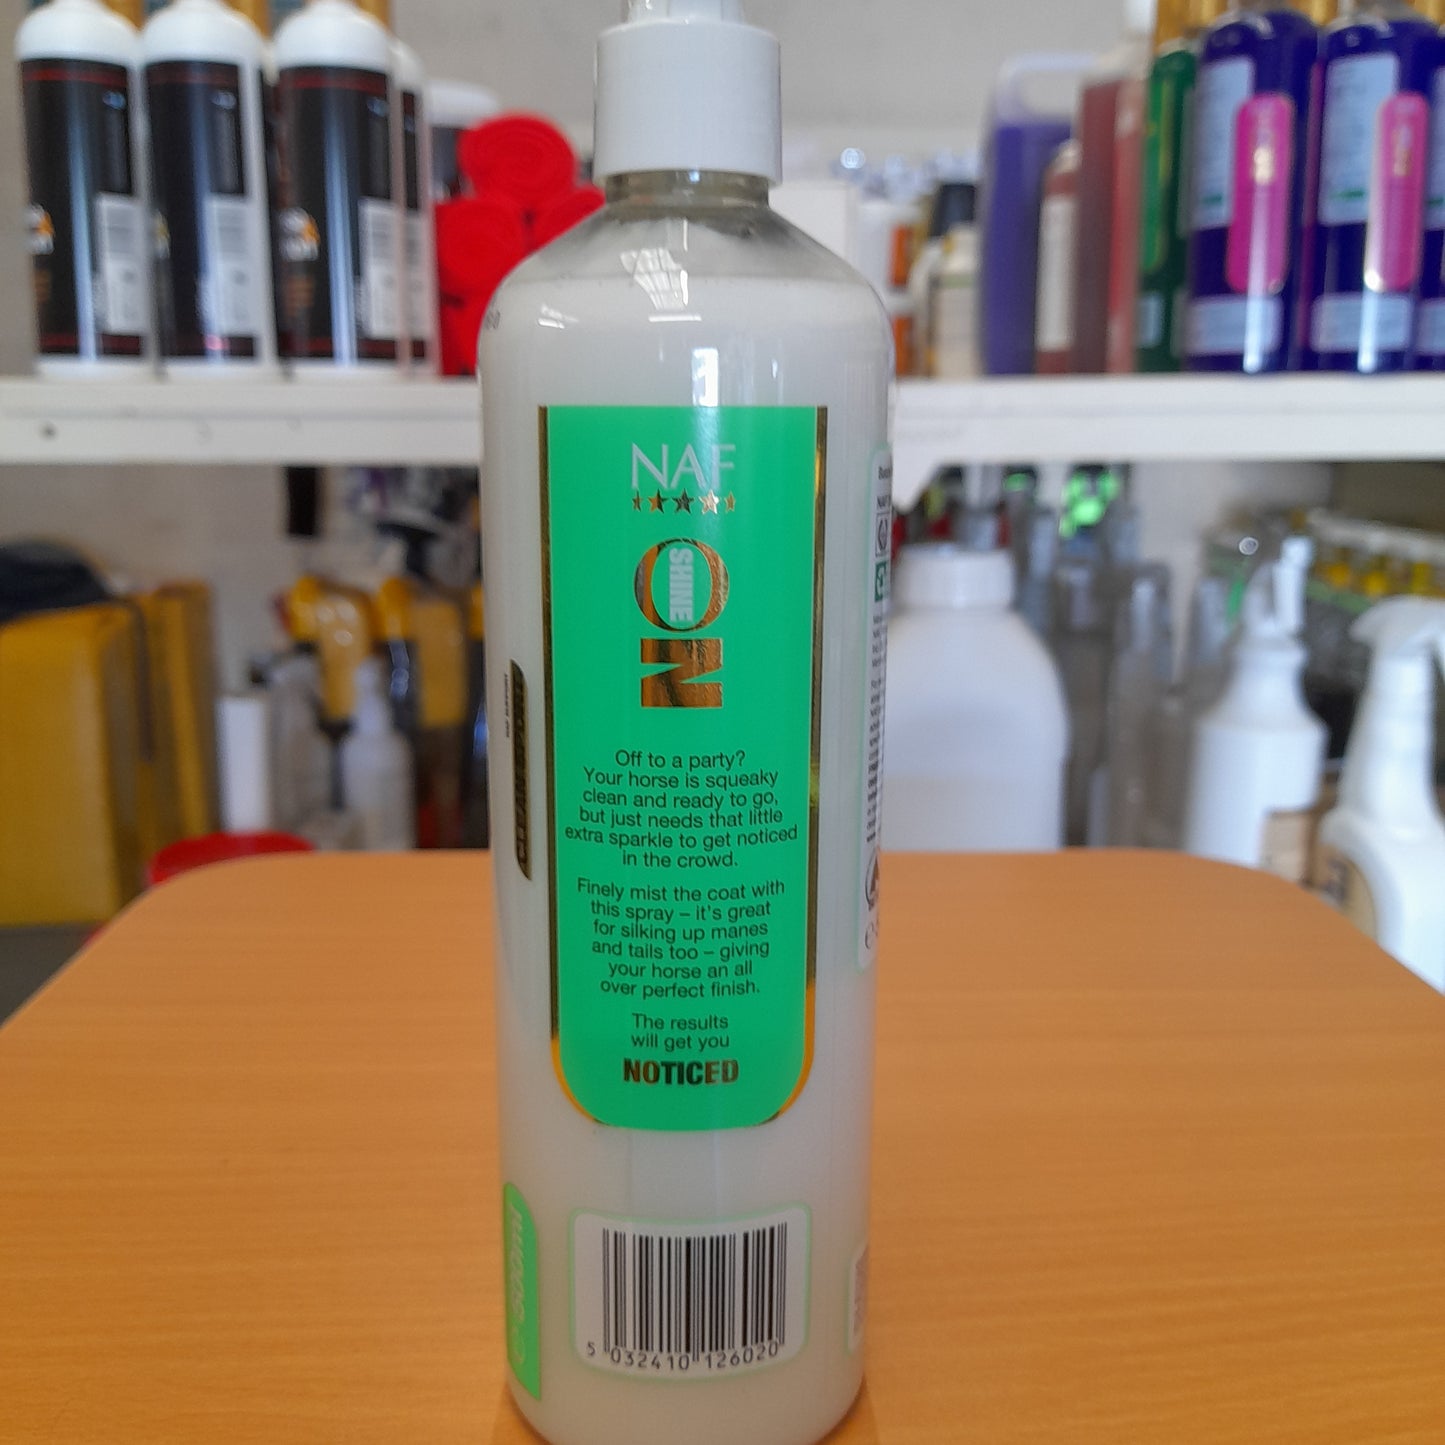 NAF
SHINE
ON
Off to a party?
Your horse is squeaky
clean and ready to go,
but just needs that little
extra sparkle to get noticed
in the crowd.
Finely mist the coat with
this spray – it's great
for silking up manes
and tails too – giving
your horse an all
over perfect finish.
The results
will get you
NOTICED
500ml e
5 032410 126020